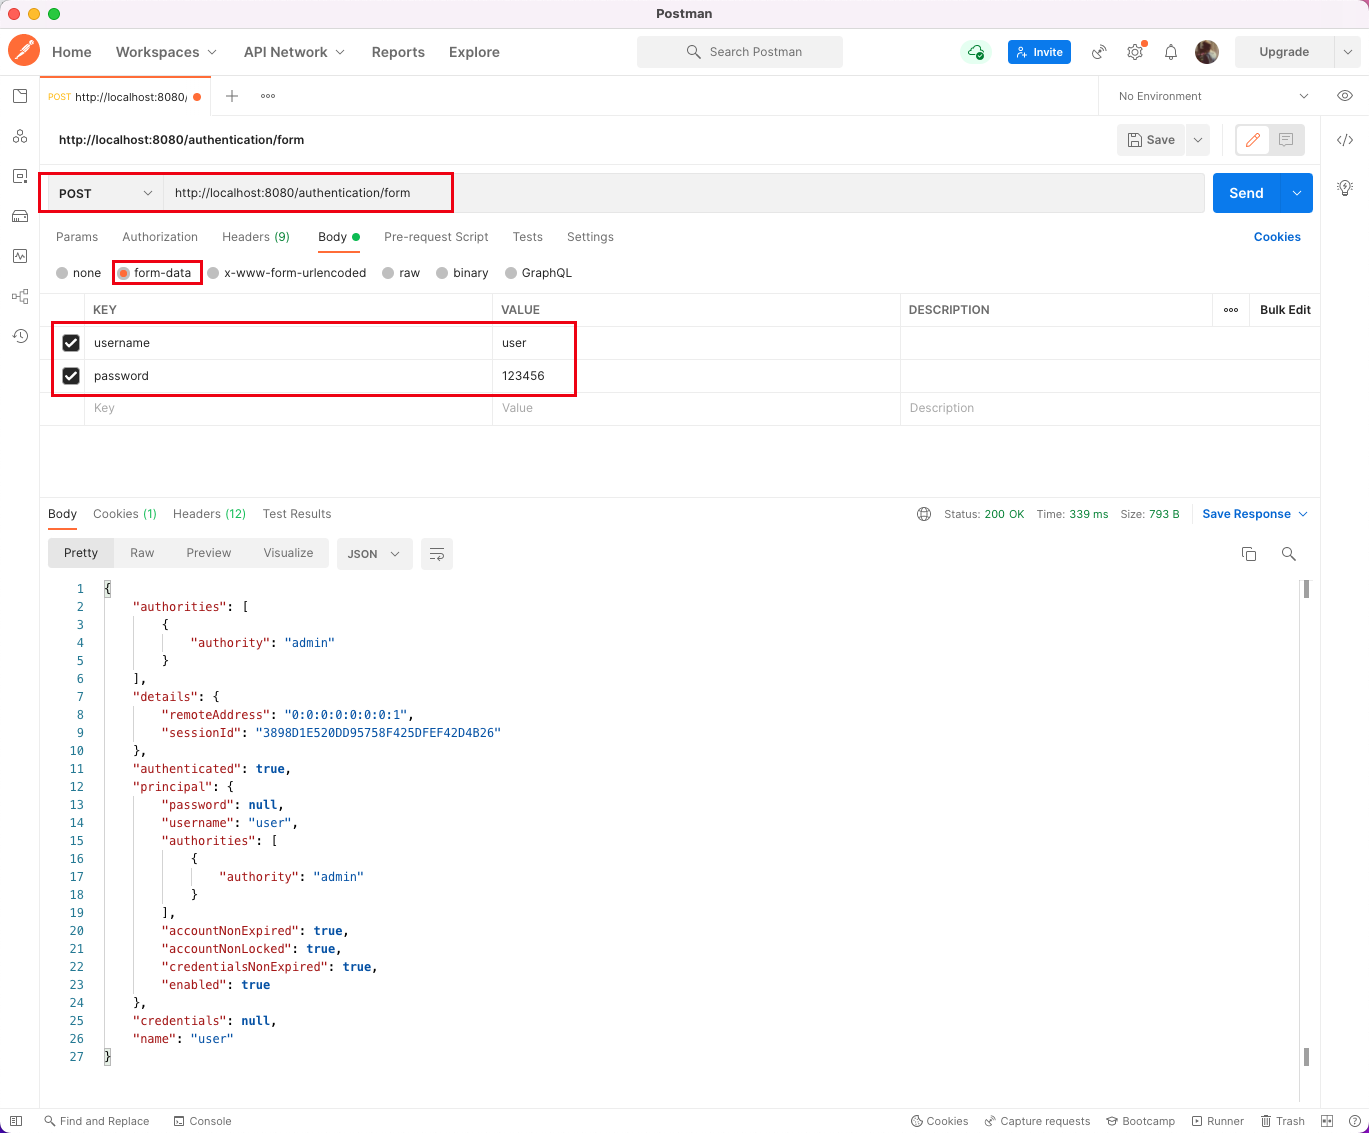 Postman
Home Workspaces API Network Reports Explore Search Postman Invite Upgrade
POST http://localhost:8080/ No Environment
http://localhost:8080/authentication/form Save
POST http://localhost:8080/authentication/form Send
Params Authorization Headers (9) Body Pre-request Script Tests Settings Cookies
none form-data x-www-form-urlencoded raw binary GraphQL
KEY VALUE DESCRIPTION Bulk Edit
username user
password 123456
Key Value Description
Body Cookies (1) Headers (12) Test Results Status: 200 OK Time: 339 ms Size: 793 B Save Response
Pretty Raw Preview Visualize JSON
1 {
2 "authorities": [
3 {
4 "authority": "admin"
5 }
6 ],
7 "details": {
8 "remoteAddress": "0:0:0:0:0:0:0:1",
9 "sessionId": "3898D1E520DD95758F425DFEF42D4B26"
10 },
11 "authenticated": true,
12 "principal": {
13 "password": null,
14 "username": "user",
15 "authorities": [
16 {
17 "authority": "admin"
18 }
19 ],
20 "accountNonExpired": true,
21 "accountNonLocked": true,
22 "credentialsNonExpired": true,
23 "enabled": true
24 },
25 "credentials": null,
26 "name": "user"
27 }
Find and Replace Console Cookies Capture requests Bootcamp Runner Trash